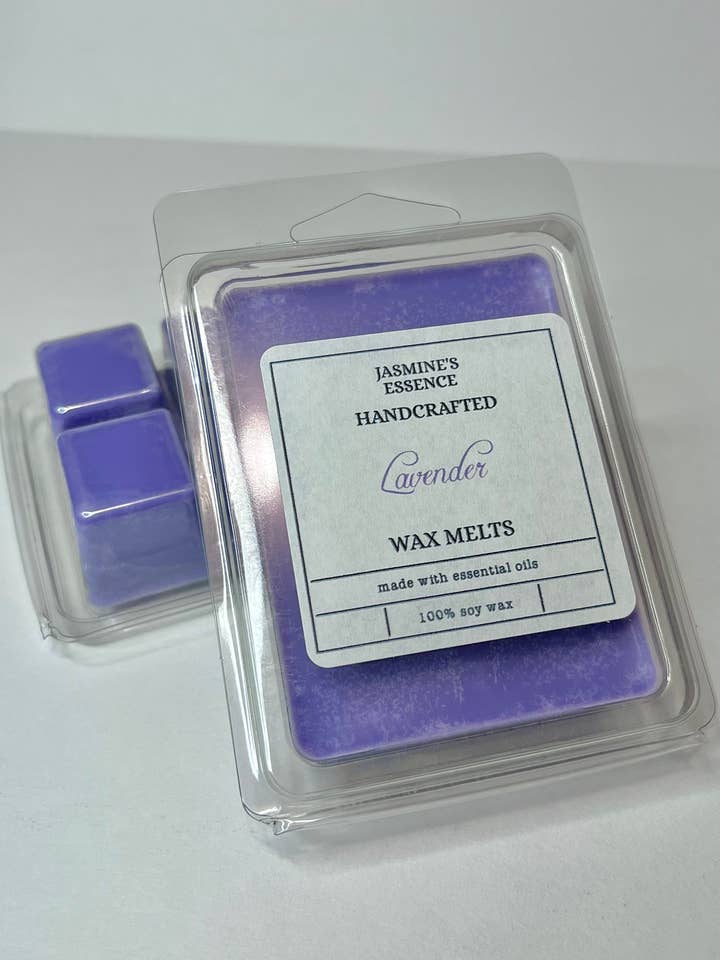 JASMINE'S
ESSENCE
HANDCRAFTED
Lavender
WAX MELTS
made with essential oils
100% soy wax